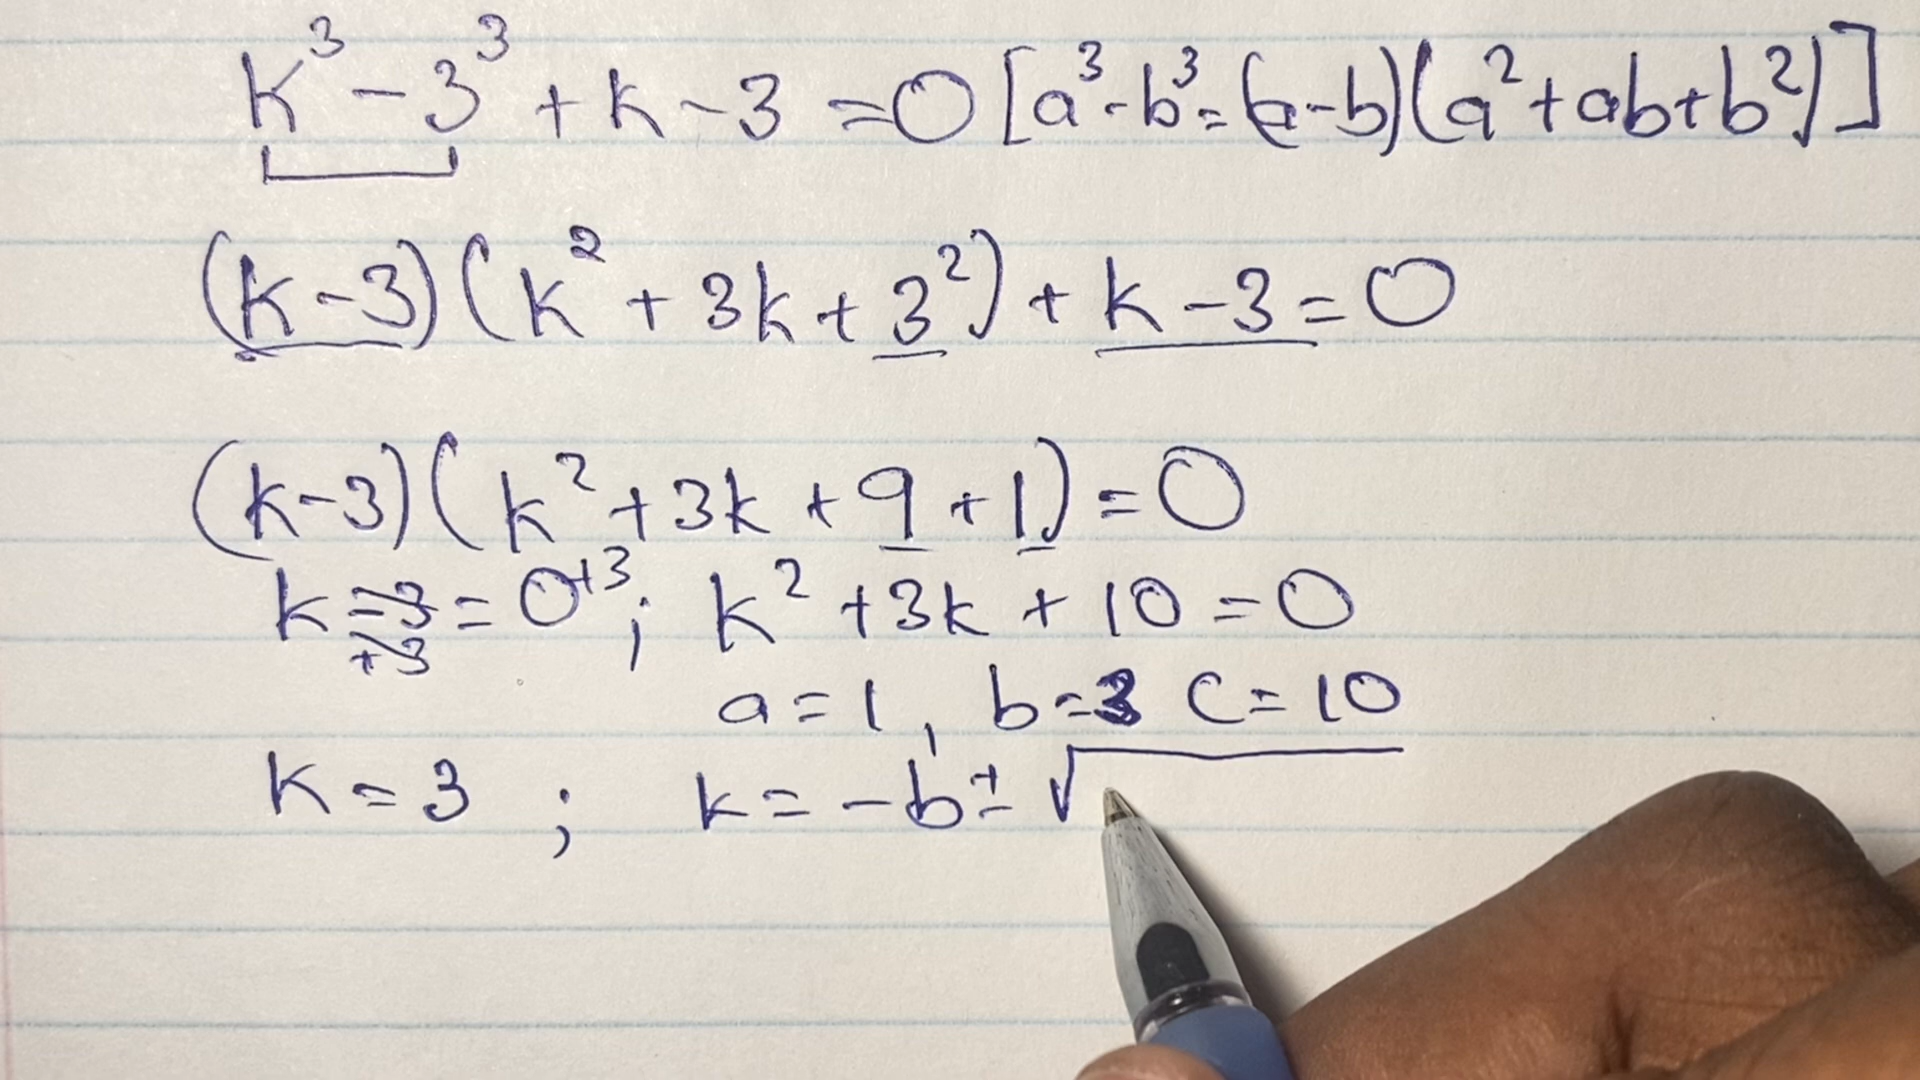 k³ - 3³ + k - 3 = 0 [a³ - b³ = (a-b)(a² + ab + b²)]
(k - 3)(k² + 3k + 3²) + k - 3 = 0
(k-3)(k² + 3k + 9 + 1) = 0
k - 3 = 0 +3 ; k² + 3k + 10 = 0
+3
a = 1, b = 3 c = 10
k = 3 ; k = -b ± √